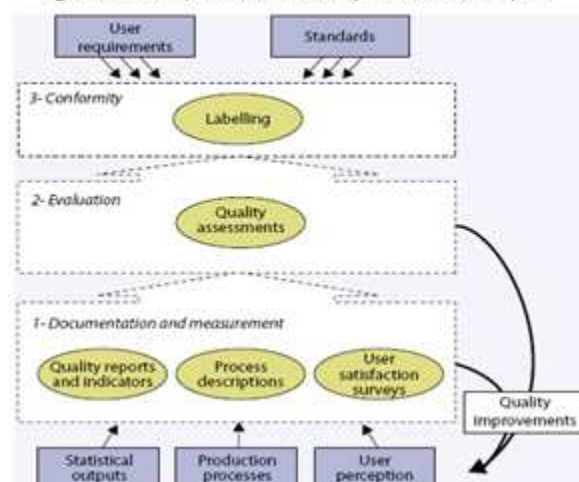 User
requirements
Standards
3- Conformity
Labelling
2- Evaluation
Quality
assessments
1- Documentation and measurement
Quality reports
and indicators
Process
descriptions
User
satisfaction
surveys
Quality
improvements
Statistical
outputs
Production
processes
User
perception